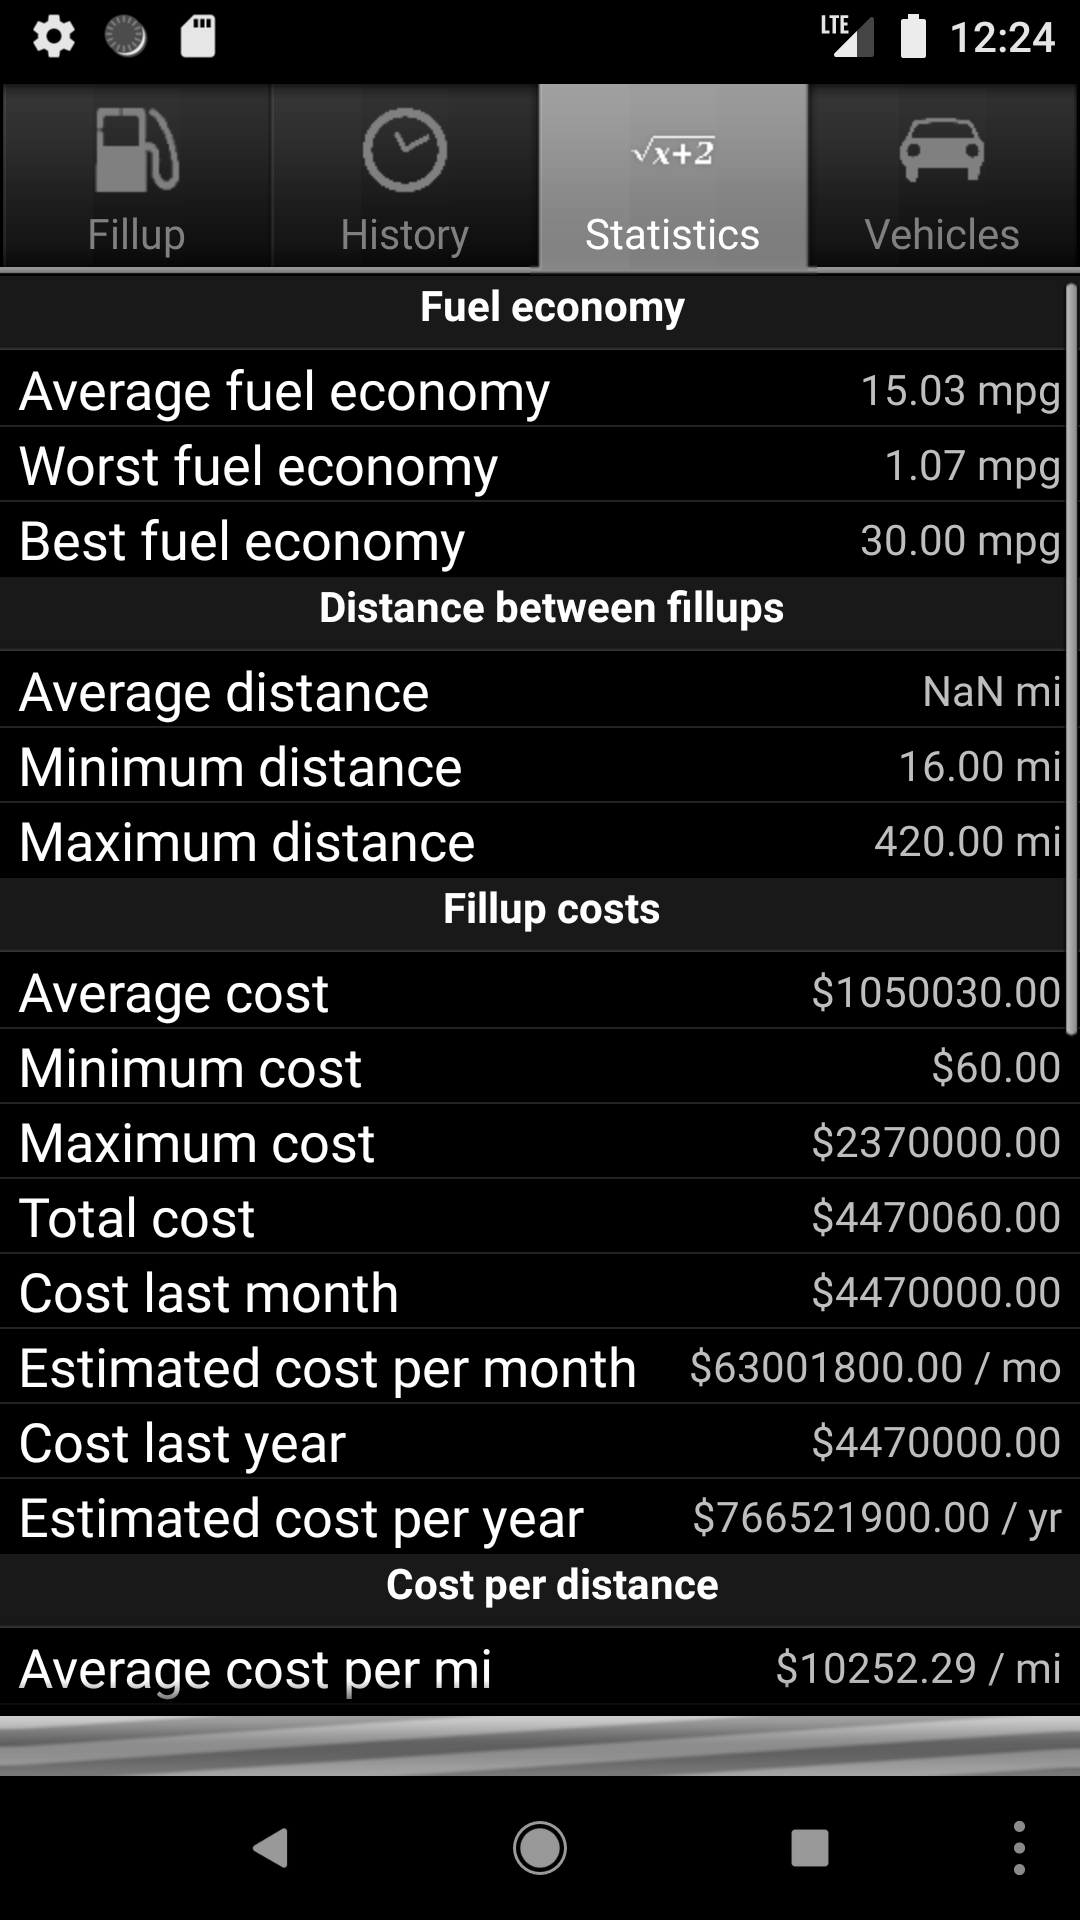 LTE 12:24
√x+2
Fillup History Statistics Vehicles
Fuel economy
Average fuel economy 15.03 mpg
Worst fuel economy 1.07 mpg
Best fuel economy 30.00 mpg
Distance between fillups
Average distance NaN mi
Minimum distance 16.00 mi
Maximum distance 420.00 mi
Fillup costs
Average cost $1050030.00
Minimum cost $60.00
Maximum cost $2370000.00
Total cost $4470060.00
Cost last month $4470000.00
Estimated cost per month $63001800.00 / mo
Cost last year $4470000.00
Estimated cost per year $766521900.00 / yr
Cost per distance
Average cost per mi $10252.29 / mi